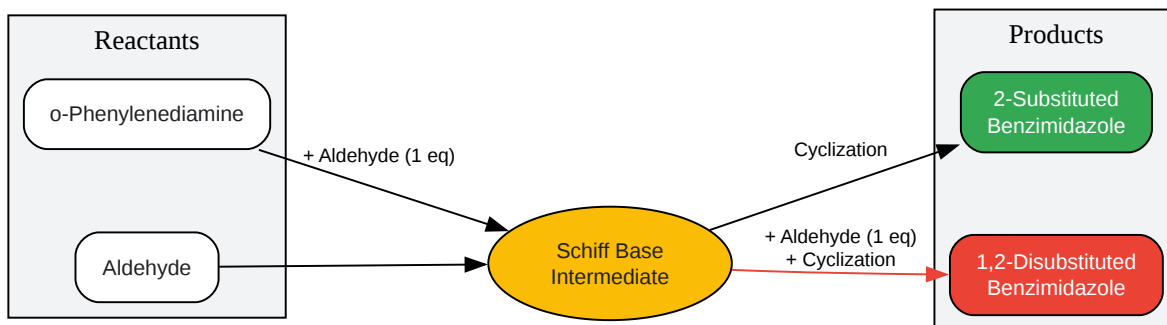 Reactants
o-Phenylenediamine
Aldehyde
+ Aldehyde (1 eq)
Schiff Base
Intermediate
Cyclization
+ Aldehyde (1 eq)
+ Cyclization
Products
2-Substituted
Benzimidazole
1,2-Disubstituted
Benzimidazole